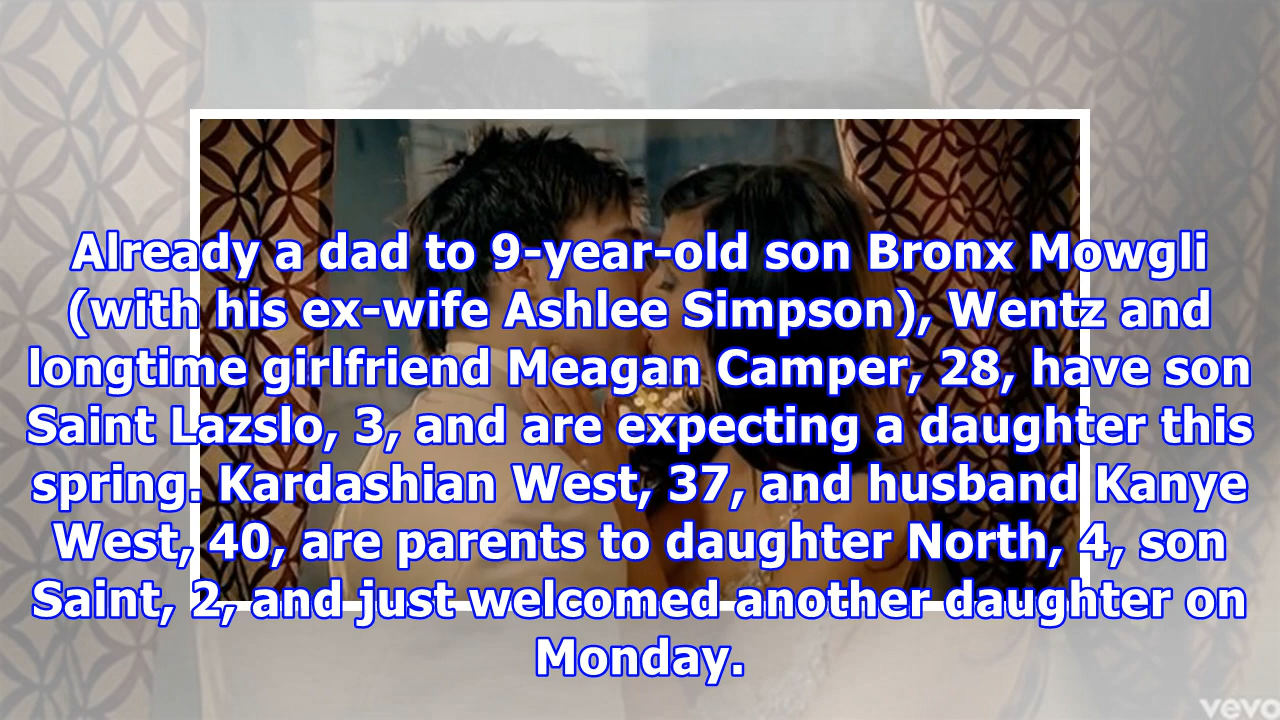 Already a dad to 9-year-old son Bronx Mowgli
(with his ex-wife Ashlee Simpson), Wentz and
longtime girlfriend Meagan Camper, 28, have son
Saint Lazslo, 3, and are expecting a daughter this
spring. Kardashian West, 37, and husband Kanye
West, 40, are parents to daughter North, 4, son
Saint, 2, and just welcomed another daughter on
Monday.
vevo